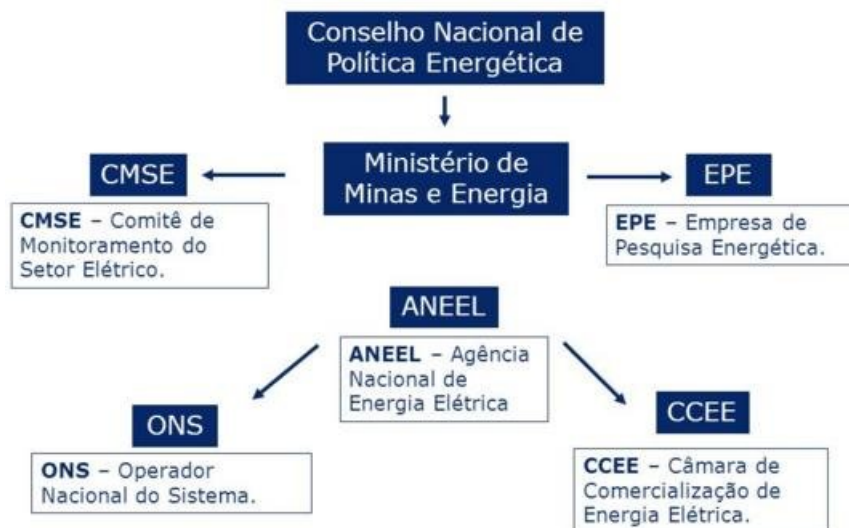 Conselho Nacional de
Política Energética
CMSE
Ministério de
Minas e Energia
EPE
CMSE – Comitê de
Monitoramento do
Setor Elétrico.
EPE – Empresa de
Pesquisa Energética.
ANEEL
ANEEL – Agência
Nacional de
Energia Elétrica
ONS
ONS – Operador
Nacional do Sistema.
CCEE
CCEE – Câmara de
Comercialização de
Energia Elétrica.